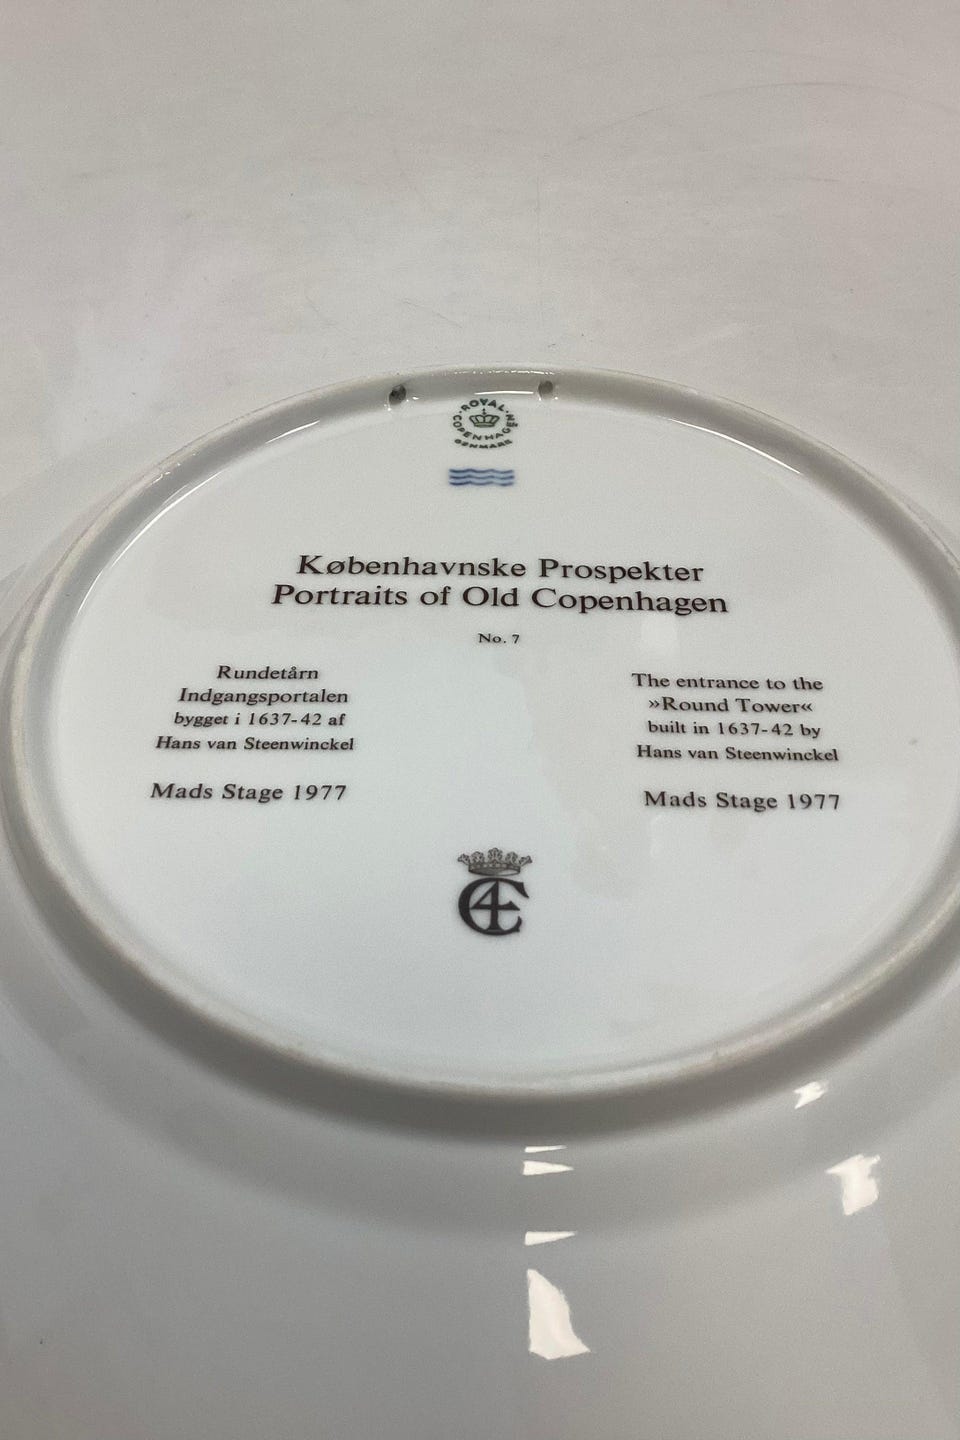 ROYAL
COPENHAGEN
DENMARK
Københavnske Prospekter
Portraits of Old Copenhagen
No. 7
Rundetårn
Indgangsportalen
bygget i 1637-42 af
Hans van Steenwinckel
Mads Stage 1977
The entrance to the
»Round Tower«
built in 1637-42 by
Hans van Steenwinckel
Mads Stage 1977
C4